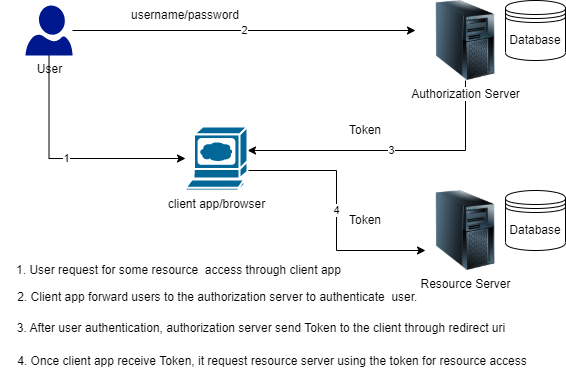 username/password
2
Database
User
Authorization Server
Token
3
1
client app/browser
4
Token
Database
Resource Server
1. User request for some resource access through client app
2. Client app forward users to the authorization server to authenticate user.
3. After user authentication, authorization server send Token to the client through redirect uri
4. Once client app receive Token, it request resource server using the token for resource access